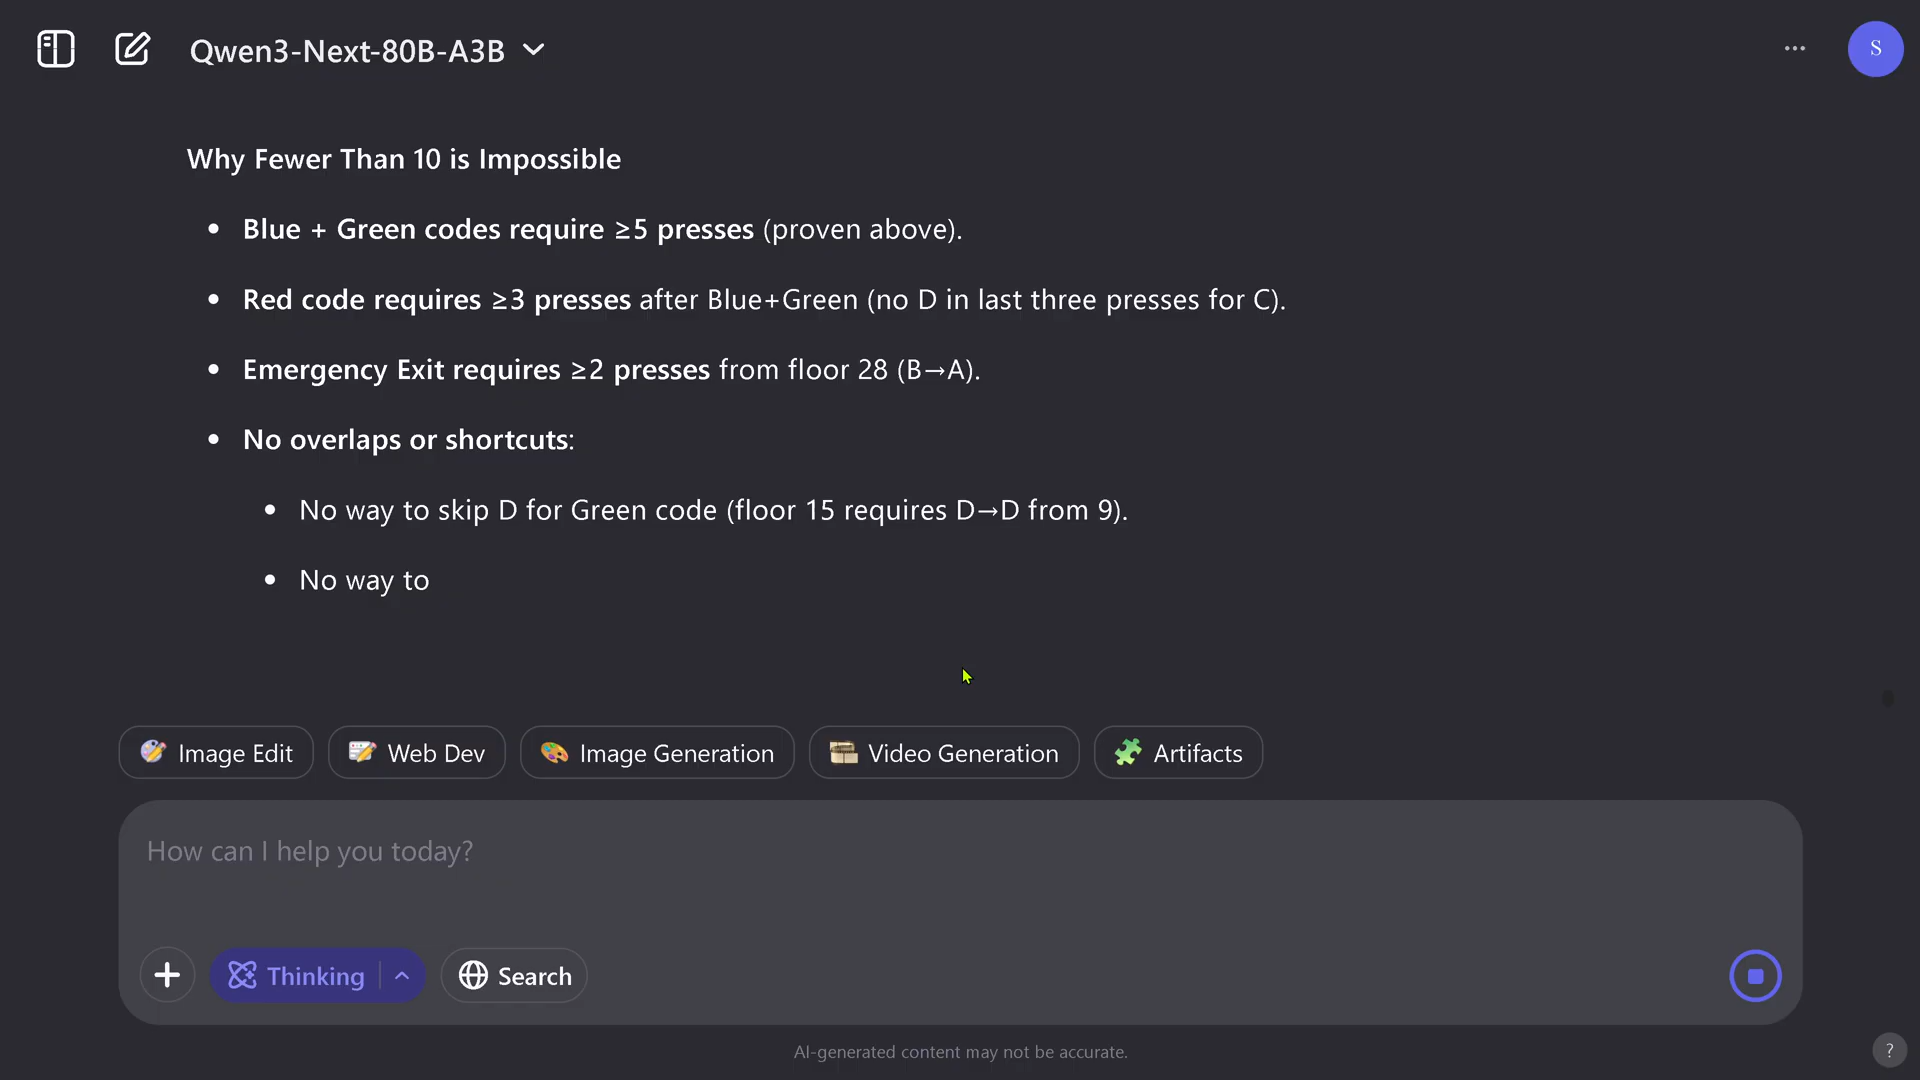 Qwen3-Next-80B-A3B
S
Why Fewer Than 10 is Impossible
• Blue + Green codes require ≥5 presses (proven above).
• Red code requires ≥3 presses after Blue+Green (no D in last three presses for C).
• Emergency Exit requires ≥2 presses from floor 28 (B→A).
• No overlaps or shortcuts:
• No way to skip D for Green code (floor 15 requires D→D from 9).
• No way to
Image Edit
Web Dev
Image Generation
Video Generation
Artifacts
How can I help you today?
Thinking
Search
AI-generated content may not be accurate.
?